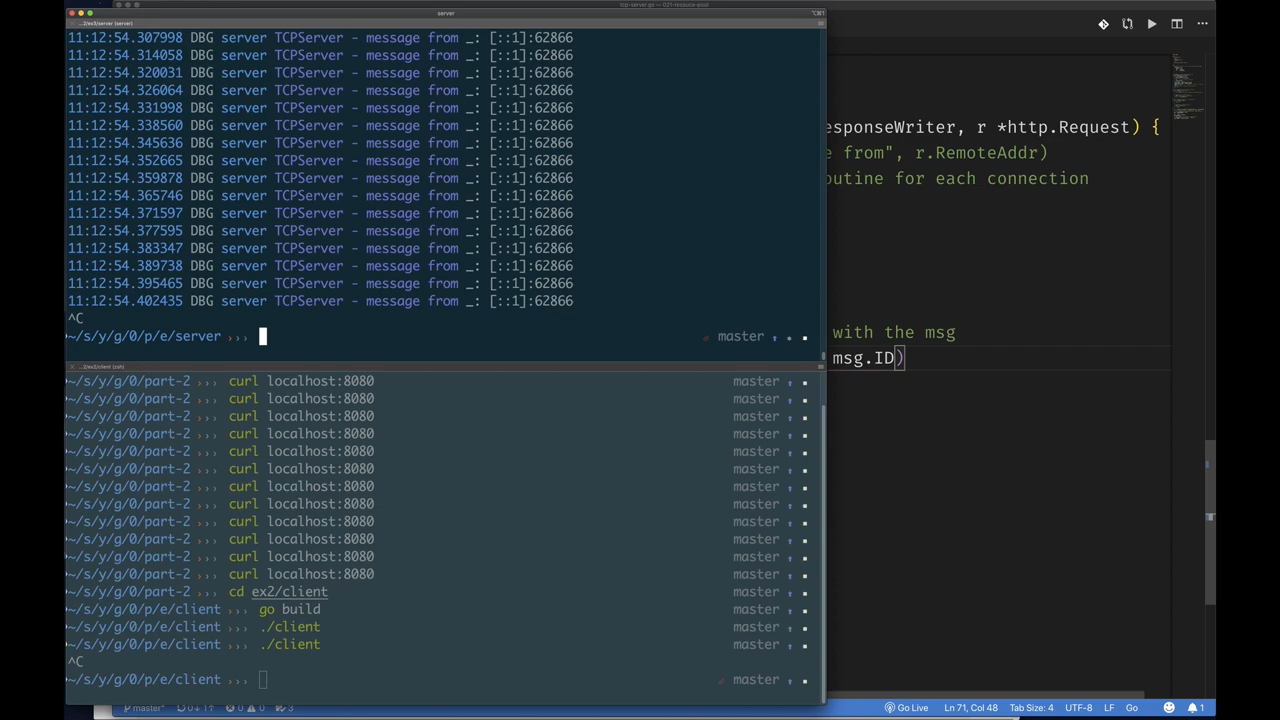 tcp-server.go — 021-resouce-pool
server
...2/ex3/server (server)
11:12:54.307998 DBG server TCPServer - message from _: [::1]:62866
11:12:54.314058 DBG server TCPServer - message from _: [::1]:62866
11:12:54.320031 DBG server TCPServer - message from _: [::1]:62866
11:12:54.326064 DBG server TCPServer - message from _: [::1]:62866
11:12:54.331998 DBG server TCPServer - message from _: [::1]:62866
11:12:54.338560 DBG server TCPServer - message from _: [::1]:62866
11:12:54.345636 DBG server TCPServer - message from _: [::1]:62866
11:12:54.352665 DBG server TCPServer - message from _: [::1]:62866
11:12:54.359878 DBG server TCPServer - message from _: [::1]:62866
11:12:54.365746 DBG server TCPServer - message from _: [::1]:62866
11:12:54.371597 DBG server TCPServer - message from _: [::1]:62866
11:12:54.377595 DBG server TCPServer - message from _: [::1]:62866
11:12:54.383347 DBG server TCPServer - message from _: [::1]:62866
11:12:54.389738 DBG server TCPServer - message from _: [::1]:62866
11:12:54.395465 DBG server TCPServer - message from _: [::1]:62866
11:12:54.402435 DBG server TCPServer - message from _: [::1]:62866
^C
~/s/y/g/0/p/e/server ››› master ↑ * ▪
...2/ex2/client (zsh)
~/s/y/g/0/part-2 ››› curl localhost:8080 master ↑ ▪
~/s/y/g/0/part-2 ››› curl localhost:8080 master ↑ ▪
~/s/y/g/0/part-2 ››› curl localhost:8080 master ↑ ▪
~/s/y/g/0/part-2 ››› curl localhost:8080 master ↑ ▪
~/s/y/g/0/part-2 ››› curl localhost:8080 master ↑ ▪
~/s/y/g/0/part-2 ››› curl localhost:8080 master ↑ ▪
~/s/y/g/0/part-2 ››› curl localhost:8080 master ↑ ▪
~/s/y/g/0/part-2 ››› curl localhost:8080 master ↑ ▪
~/s/y/g/0/part-2 ››› curl localhost:8080 master ↑ ▪
~/s/y/g/0/part-2 ››› curl localhost:8080 master ↑ ▪
~/s/y/g/0/part-2 ››› curl localhost:8080 master ↑ ▪
~/s/y/g/0/part-2 ››› curl localhost:8080 master ↑ ▪
~/s/y/g/0/part-2 ››› cd ex2/client master ↑ ▪
~/s/y/g/0/p/e/client ››› go build master ↑ ▪
~/s/y/g/0/p/e/client ››› ./client master ↑ ▪
~/s/y/g/0/p/e/client ››› ./client master ↑ ▪
^C
~/s/y/g/0/p/e/client ››› master ↑ ▪
esponseWriter, r *http.Request) {
e from", r.RemoteAddr)
outine for each connection
with the msg
msg.ID)
master* 0↓ 1↑ 0 0 3 Go Live Ln 71, Col 48 Tab Size: 4 UTF-8 LF Go 1